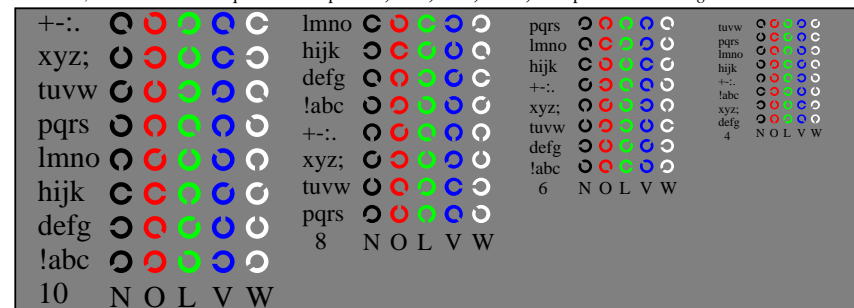 +-:.
xyz;
tuvw
pqrs
lmno
hijk
defg
!abc
10 N O L V W
lmno
hijk
defg
!abc
+-:.
xyz;
tuvw
pqrs
8 N O L V W
pqrs
lmno
hijk
+-:.
xyz;
tuvw
defg
!abc
6 N O L V W
tuvw
pqrs
lmno
hijk
+-:.
!abc
xyz;
defg
4 N O L V W